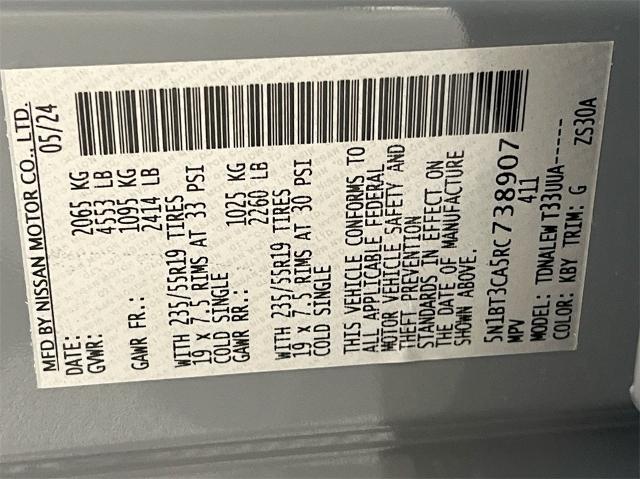 MFD BY NISSAN MOTOR CO.,LTD.
DATE: 05/24
GVWR: 2065 KG
4553 LB
GAWR FR.: 1095 KG
2414 LB
WITH 235/55R19 TIRES
19 x 7.5 RIMS AT 33 PSI
COLD SINGLE
GAWR RR.: 1025 KG
2260 LB
WITH 235/55R19 TIRES
19 x 7.5 RIMS AT 30 PSI
COLD SINGLE
THIS VEHICLE CONFORMS TO
ALL APPLICABLE FEDERAL
MOTOR VEHICLE SAFETY AND
THEFT PREVENTION
STANDARDS IN EFFECT ON
THE DATE OF MANUFACTURE
SHOWN ABOVE.
5N1BT3CA5RC738907
MPV 411
MODEL: TDNALEW T33UUA-----
COLOR: KBY TRIM: G ZS30A